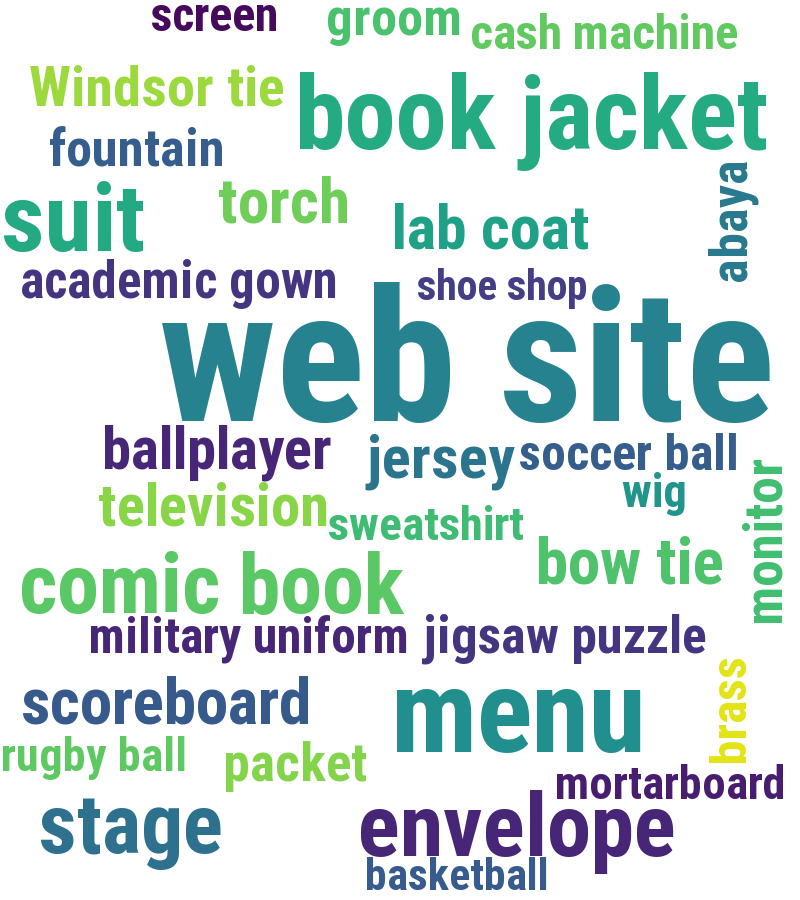 screen
groom
cash machine
Windsor tie
book jacket
fountain
abaya
suit
torch
lab coat
academic gown
shoe shop
web site
ballplayer
jersey
soccer ball
wig
television
sweatshirt
monitor
comic book
bow tie
military uniform
jigsaw puzzle
scoreboard
menu
brass
rugby ball
packet
mortarboard
stage
envelope
basketball